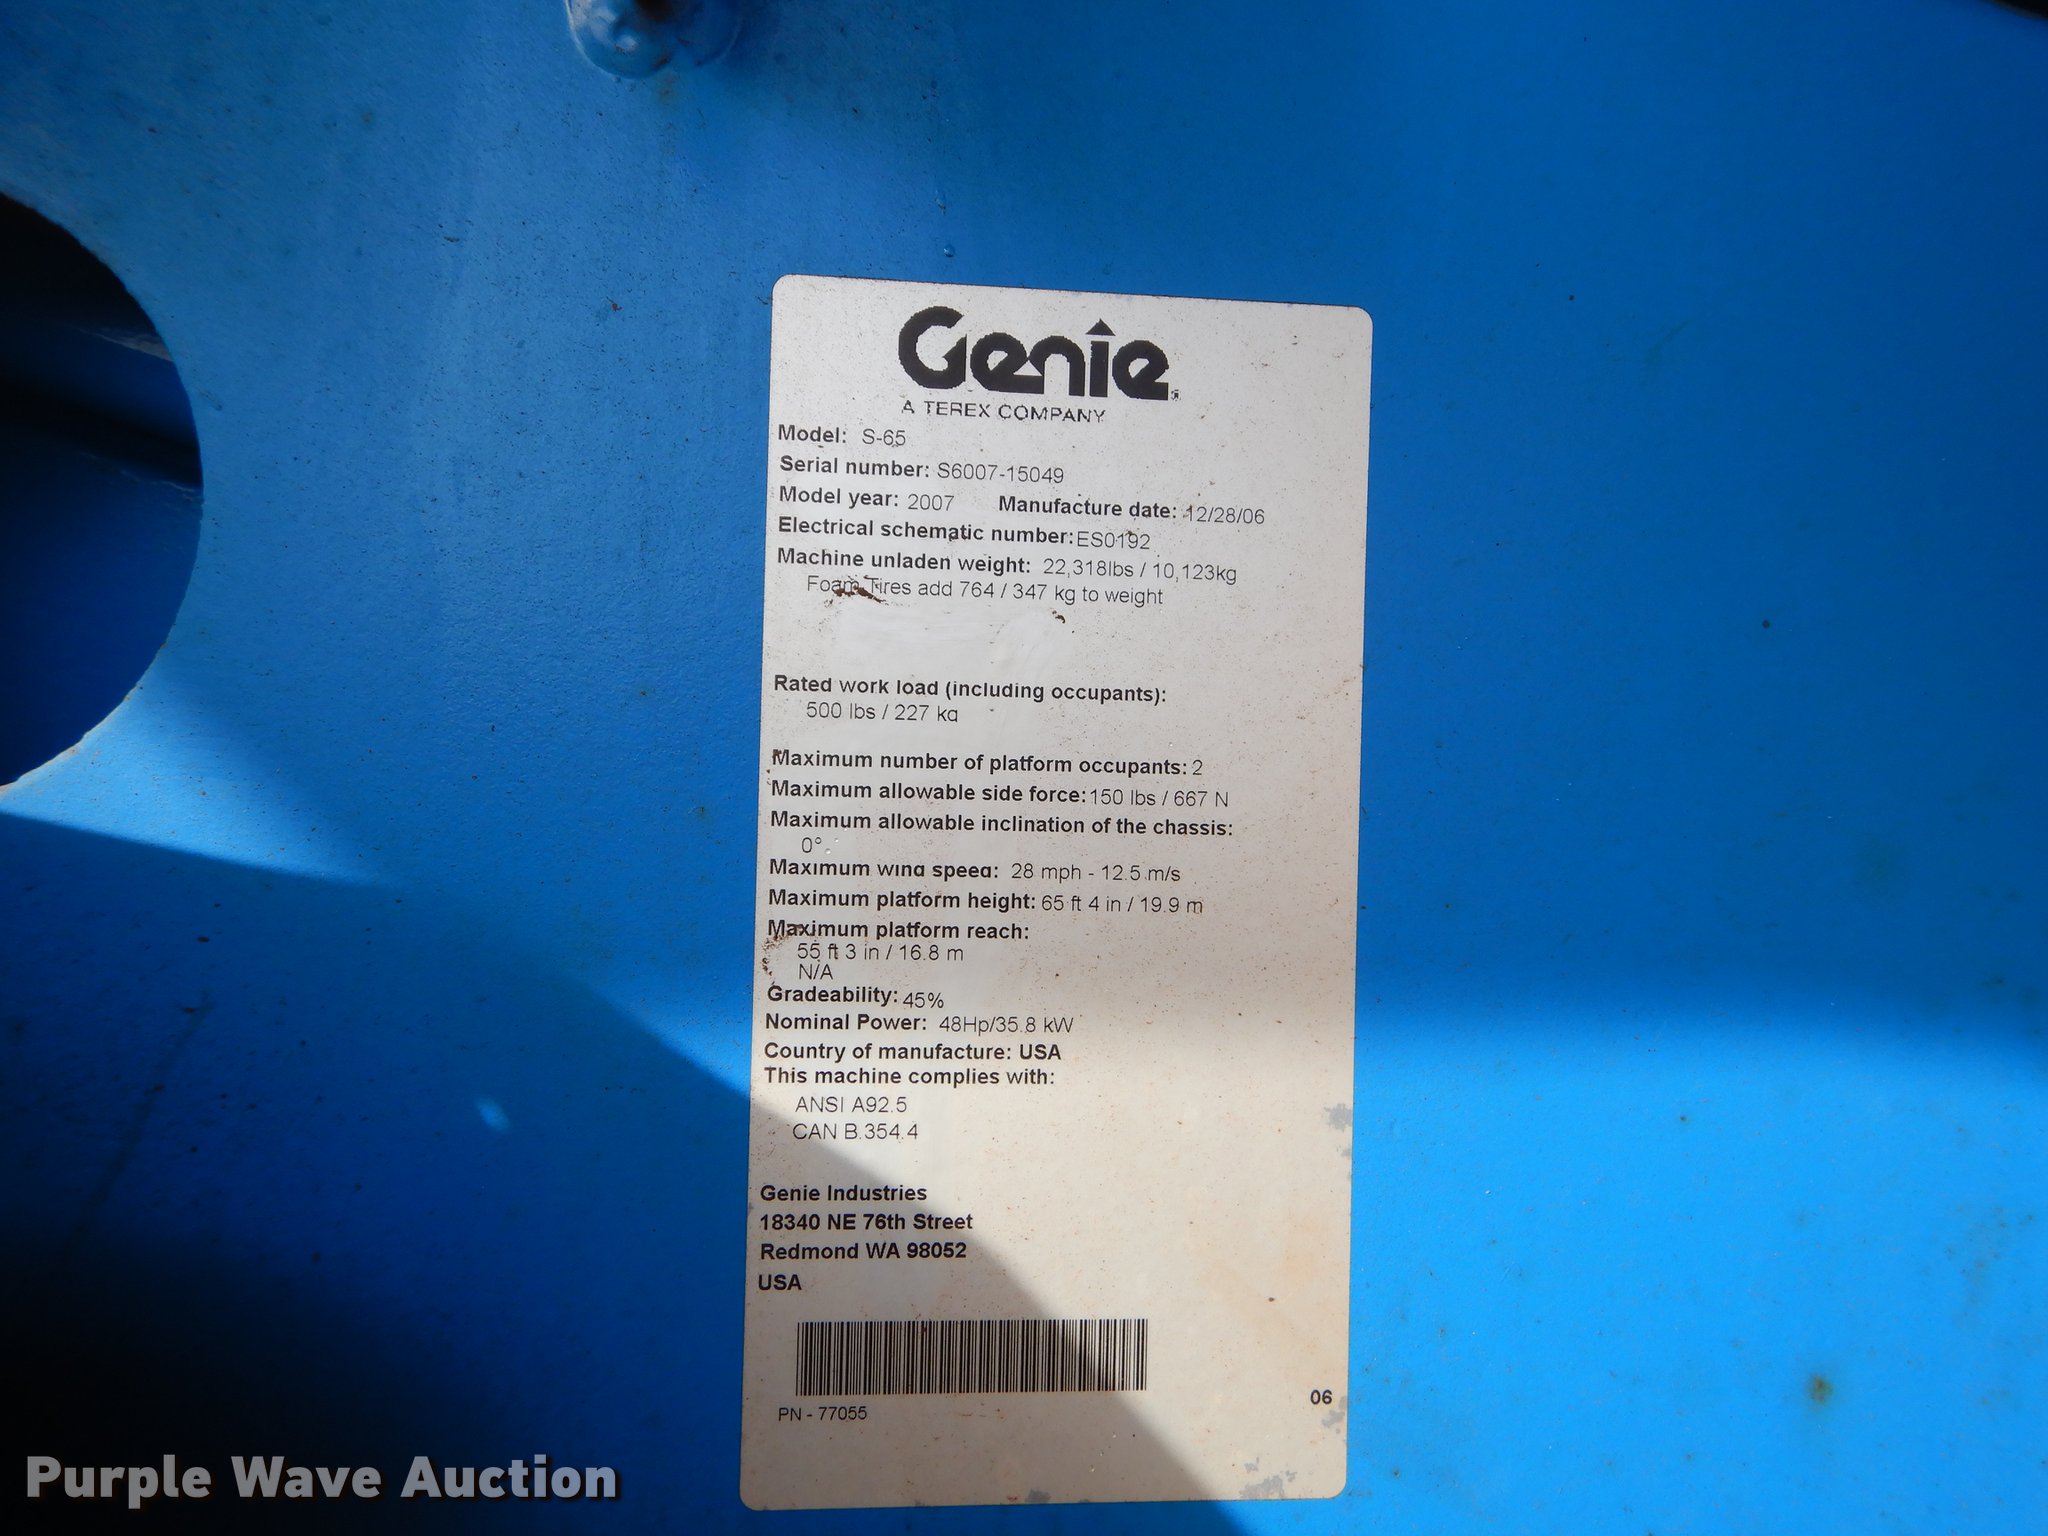 Genie
A TEREX COMPANY
Model: S-65
Serial number: S6007-15049
Model year: 2007 Manufacture date: 12/28/06
Electrical schematic number: ES0192
Machine unladen weight: 22,318lbs / 10,123kg
Foam Tires add 764 / 347 kg to weight
Rated work load (including occupants):
500 lbs / 227 kg
Maximum number of platform occupants: 2
Maximum allowable side force: 150 lbs / 667 N
Maximum allowable inclination of the chassis:
0°
Maximum wind speed: 28 mph - 12.5 m/s
Maximum platform height: 65 ft 4 in / 19.9 m
Maximum platform reach:
55 ft 3 in / 16.8 m
N/A
Gradeability: 45%
Nominal Power: 48Hp/35.8 kW
Country of manufacture: USA
This machine complies with:
ANSI A92.5
CAN B.354.4
Genie Industries
18340 NE 76th Street
Redmond WA 98052
USA
PN - 77055
06
Purple Wave Auction